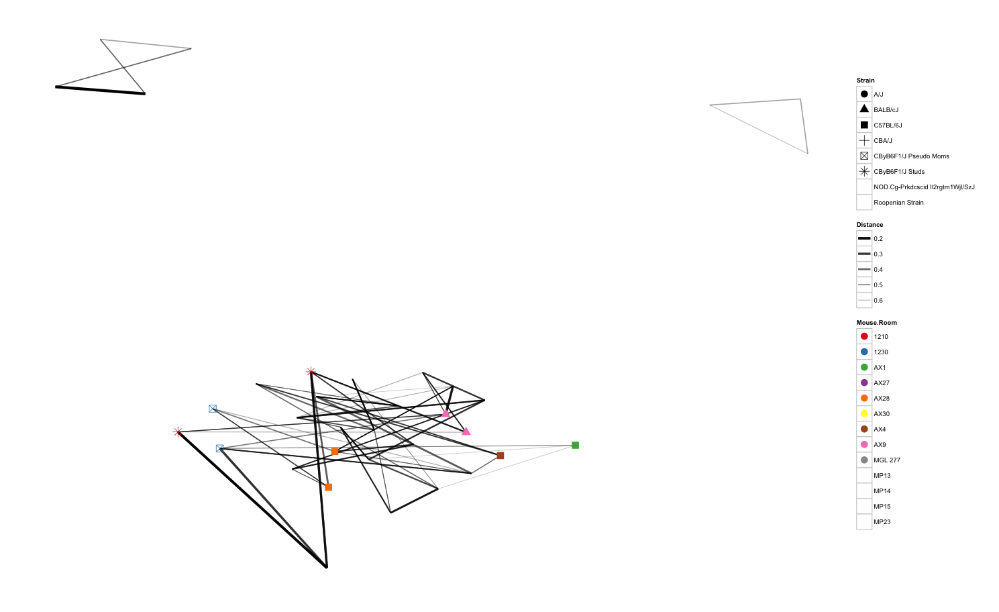 Strain
A/J
BALB/cJ
C57BL/6J
CBA/J
CByB6F1/J Pseudo Moms
CByB6F1/J Studs
NOD.Cg-Prkdcscid Il2rgtm1Wjl/SzJ
Roopenian Strain
Distance
0.2
0.3
0.4
0.5
0.6
Mouse.Room
1210
1230
AX1
AX27
AX28
AX30
AX4
AX9
MGL 277
MP13
MP14
MP15
MP23